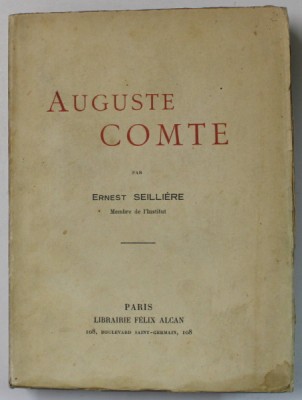 AUGUSTE
COMTE
PAR
ERNEST SEILLIÈRE
Membre de l'Institut
PARIS
LIBRAIRIE FÉLIX ALCAN
108, BOULEVARD SAINT-GERMAIN, 108